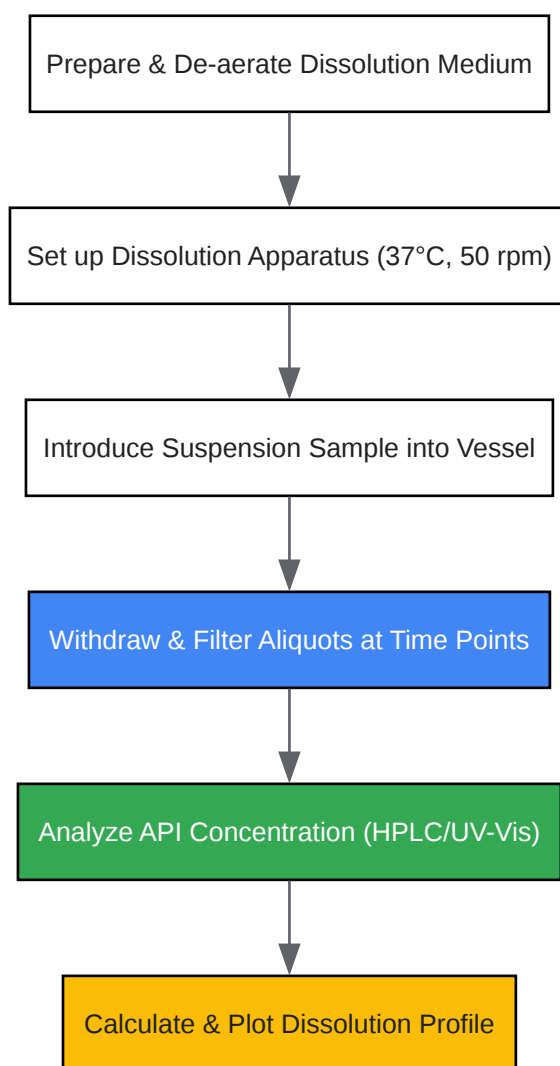 Prepare & De-aerate Dissolution Medium
Set up Dissolution Apparatus (37°C, 50 rpm)
Introduce Suspension Sample into Vessel
Withdraw & Filter Aliquots at Time Points
Analyze API Concentration (HPLC/UV-Vis)
Calculate & Plot Dissolution Profile